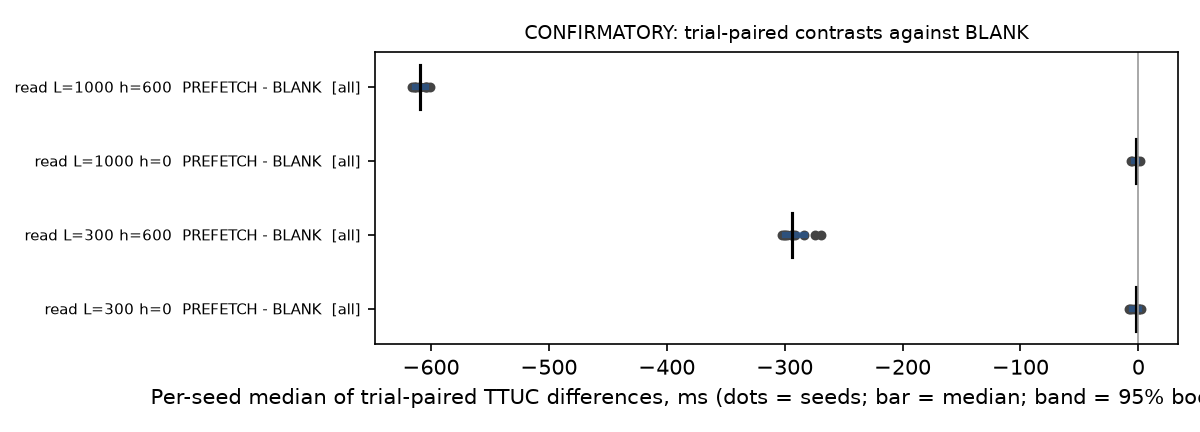 CONFIRMATORY: trial-paired contrasts against BLANK
read L=1000 h=600 PREFETCH - BLANK [all]
read L=1000 h=0 PREFETCH - BLANK [all]
read L=300 h=600 PREFETCH - BLANK [all]
read L=300 h=0 PREFETCH - BLANK [all]
−600 −500 −400 −300 −200 −100 0
Per-seed median of trial-paired TTUC differences, ms (dots = seeds; bar = median; band = 95%